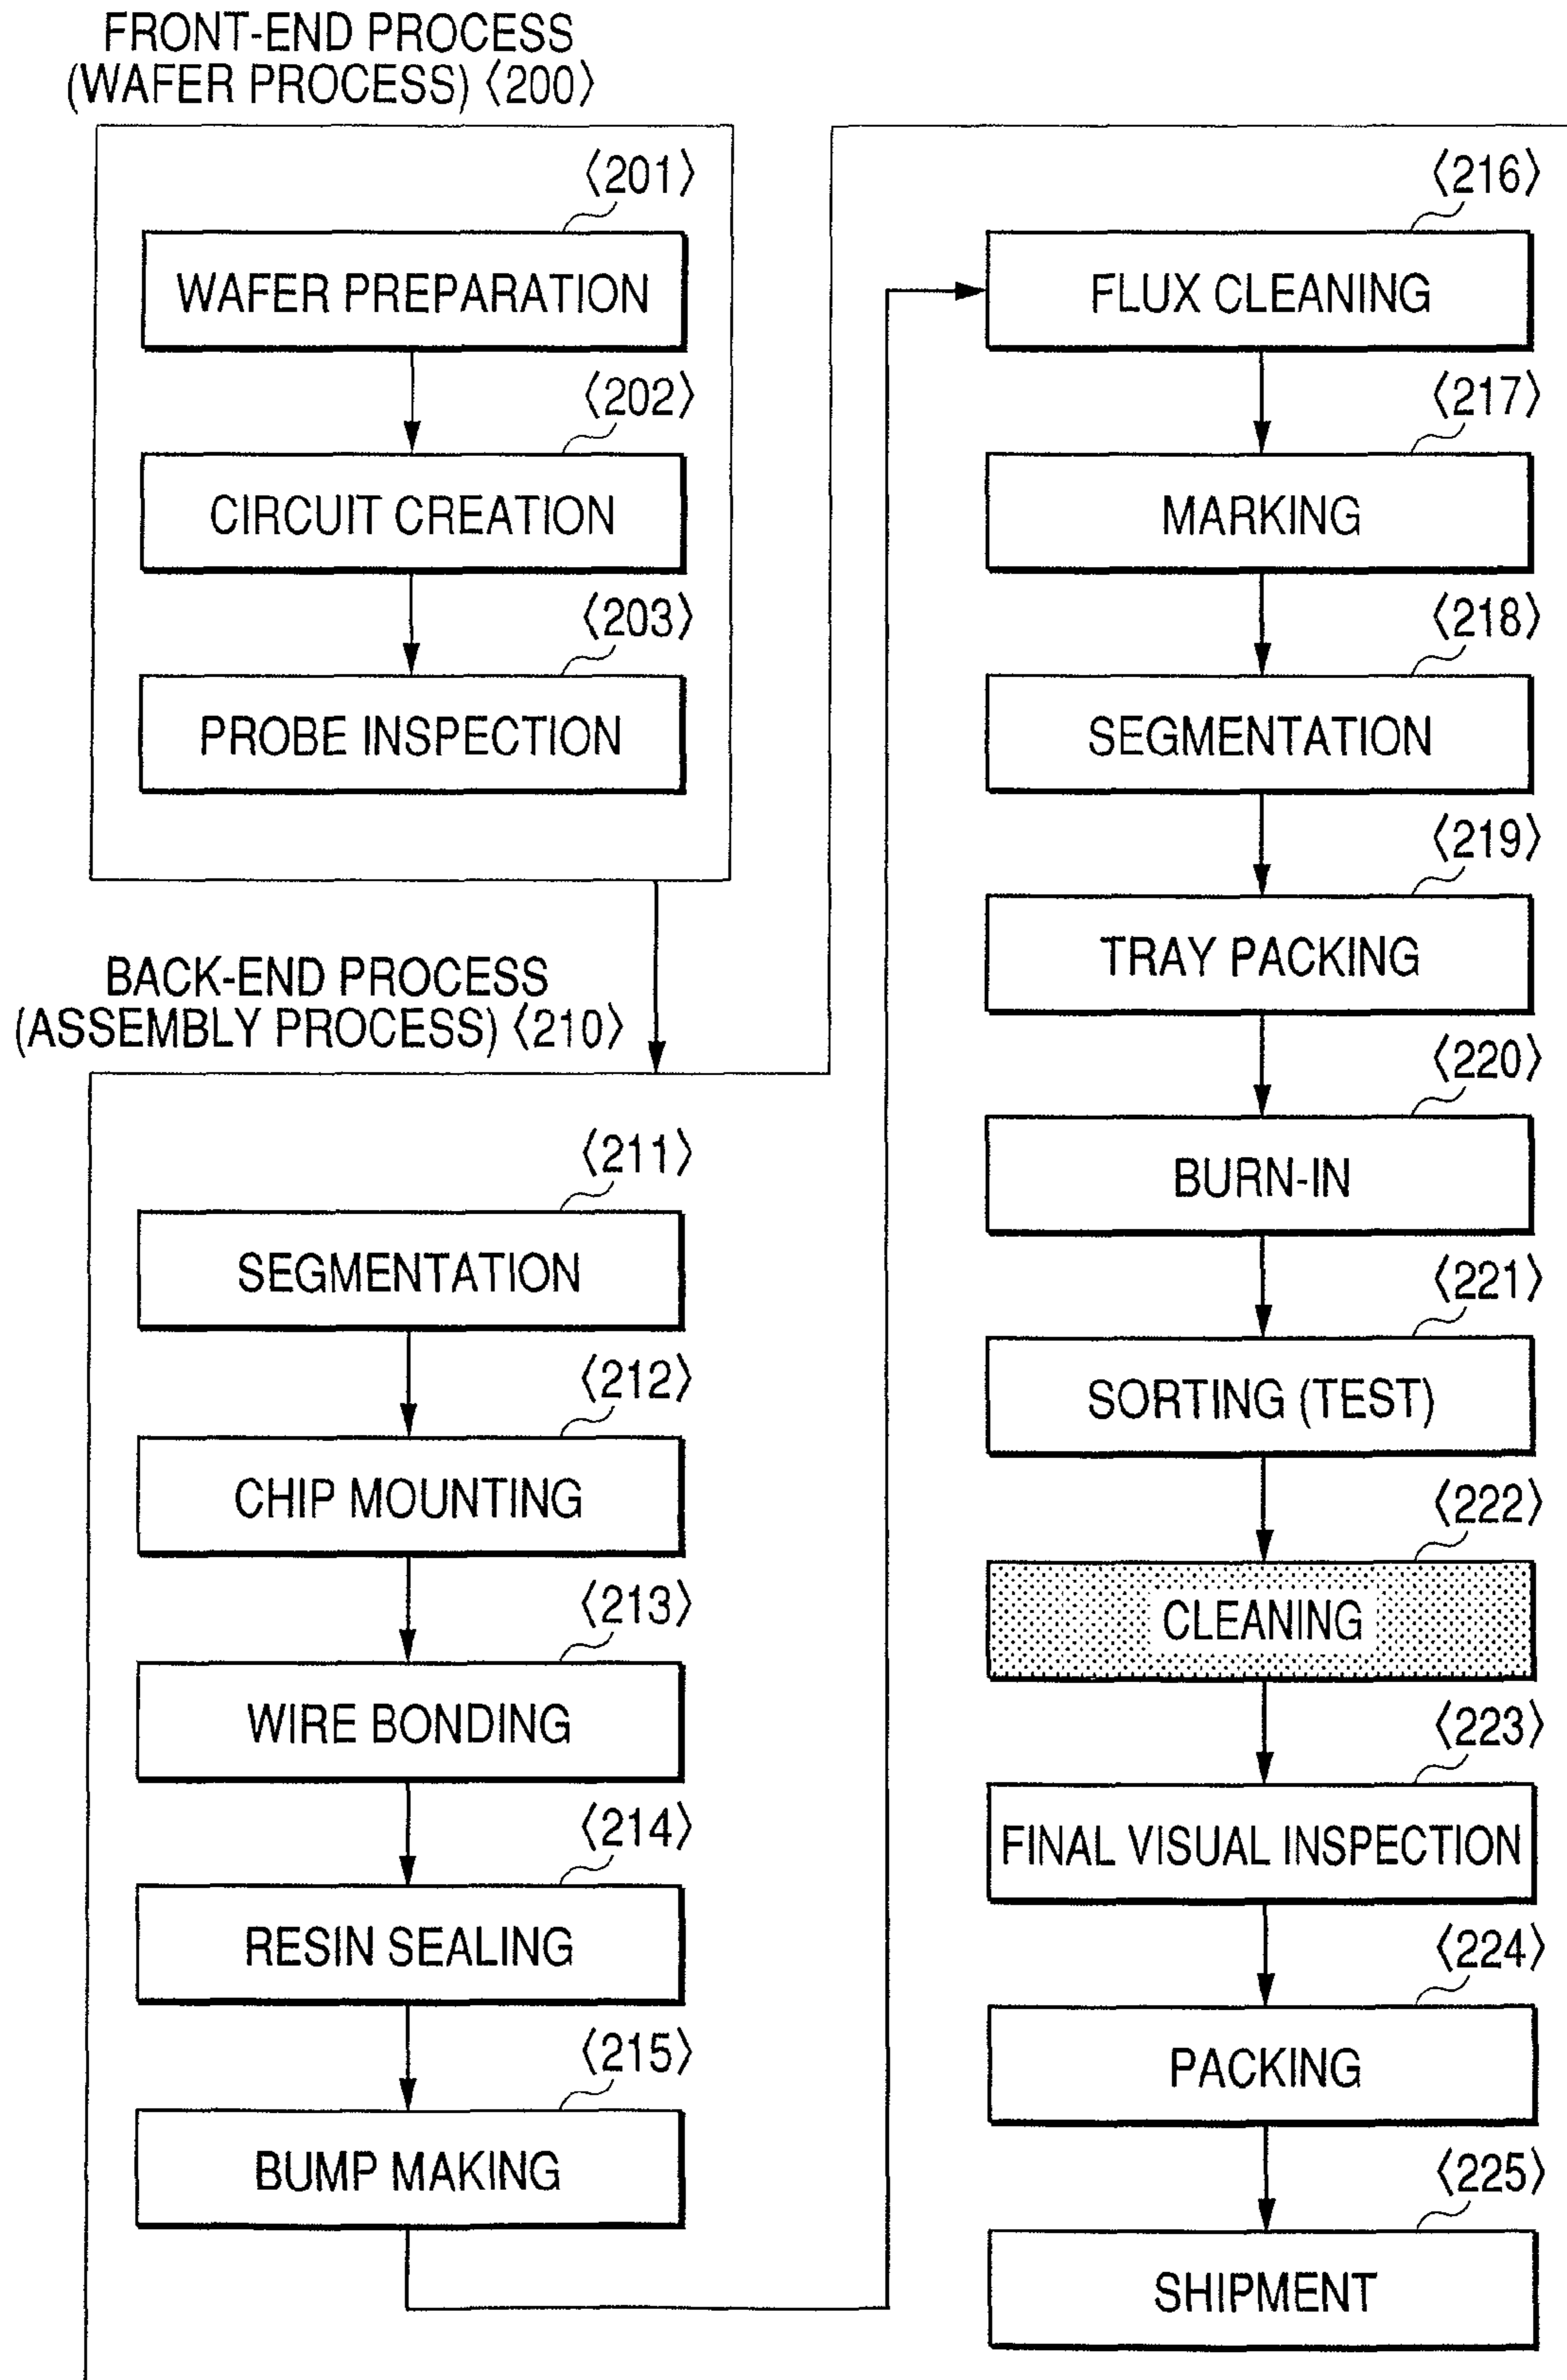 FRONT-END PROCESS
(WAFER PROCESS) 〈200〉
〈201〉
WAFER PREPARATION
〈202〉
CIRCUIT CREATION
〈203〉
PROBE INSPECTION
BACK-END PROCESS
(ASSEMBLY PROCESS) 〈210〉
〈211〉
SEGMENTATION
〈212〉
CHIP MOUNTING
〈213〉
WIRE BONDING
〈214〉
RESIN SEALING
〈215〉
BUMP MAKING
〈216〉
FLUX CLEANING
〈217〉
MARKING
〈218〉
SEGMENTATION
〈219〉
TRAY PACKING
〈220〉
BURN-IN
〈221〉
SORTING (TEST)
〈222〉
CLEANING
〈223〉
FINAL VISUAL INSPECTION
〈224〉
PACKING
〈225〉
SHIPMENT